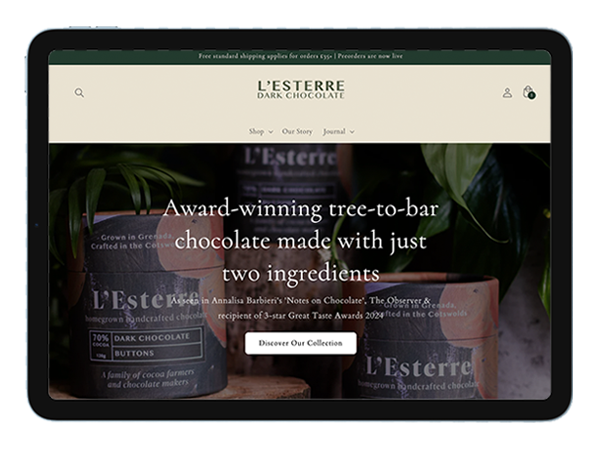 Free standard shipping applies for orders £35+ | Preorders are now live
L'ESTERRE
DARK CHOCOLATE
Shop
Our Story
Journal
L'Esterre
Award-winning tree-to-bar
chocolate made with just
two ingredients
As seen in Annalisa Barbieri's 'Notes on Chocolate', The Observer &
recipient of 3-star Great Taste Awards 2024
Discover Our Collection
Grown in Grenada,
Crafted in the Cotswolds
L'Esterre
homegrown handcrafted chocolate
70%
COCOA
DARK CHOCOLATE
BUTTONS
A family of cocoa farmers
and chocolate makers
Grown in Grenada,
Crafted in the Cotswolds
L'Esterre
homegrown handcrafted chocolate